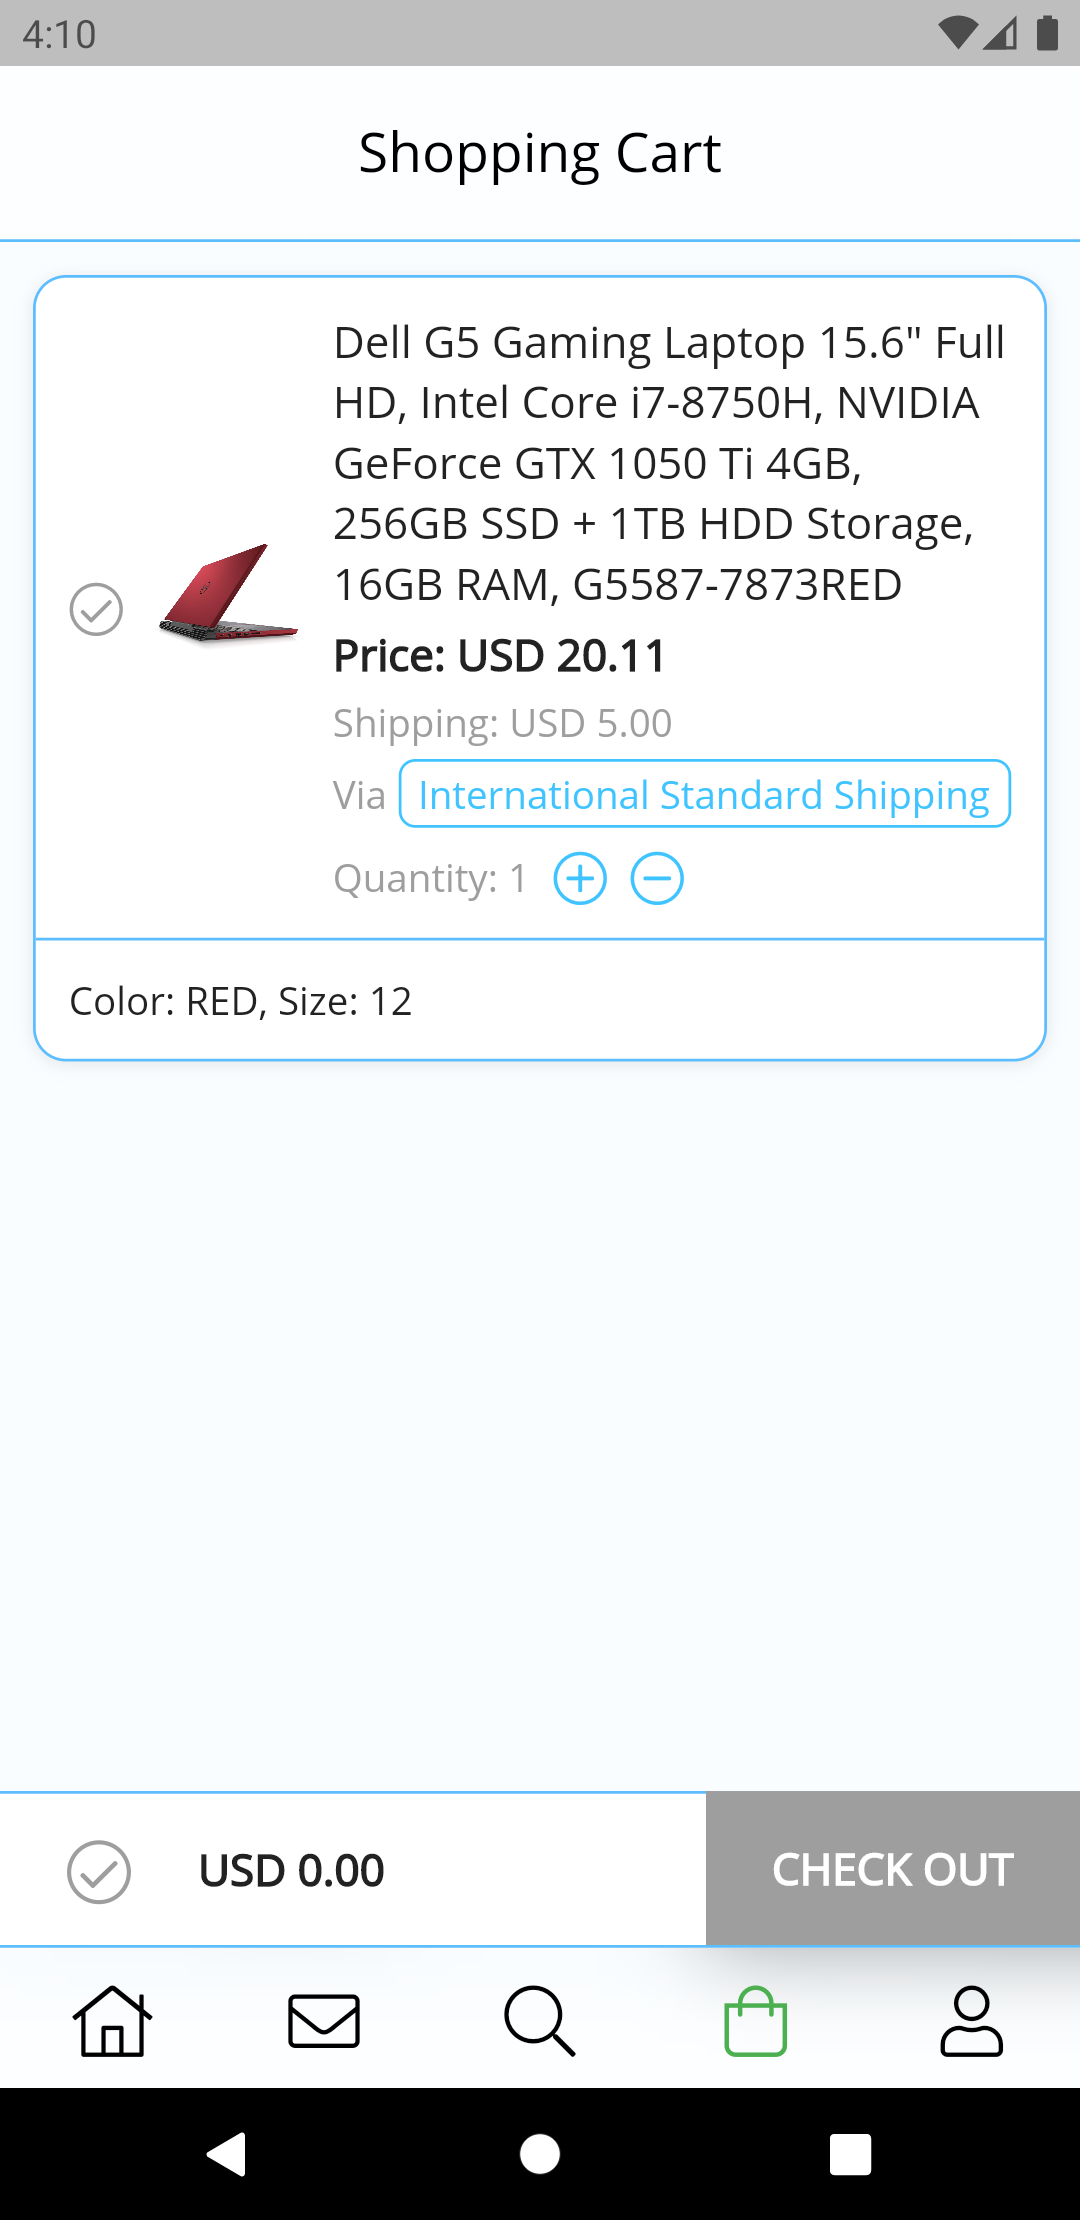 4:10
Shopping Cart
Dell G5 Gaming Laptop 15.6" Full
HD, Intel Core i7-8750H, NVIDIA
GeForce GTX 1050 Ti 4GB,
256GB SSD + 1TB HDD Storage,
16GB RAM, G5587-7873RED
Price: USD 20.11
Shipping: USD 5.00
Via International Standard Shipping
Quantity: 1
Color: RED, Size: 12
USD 0.00
CHECK OUT